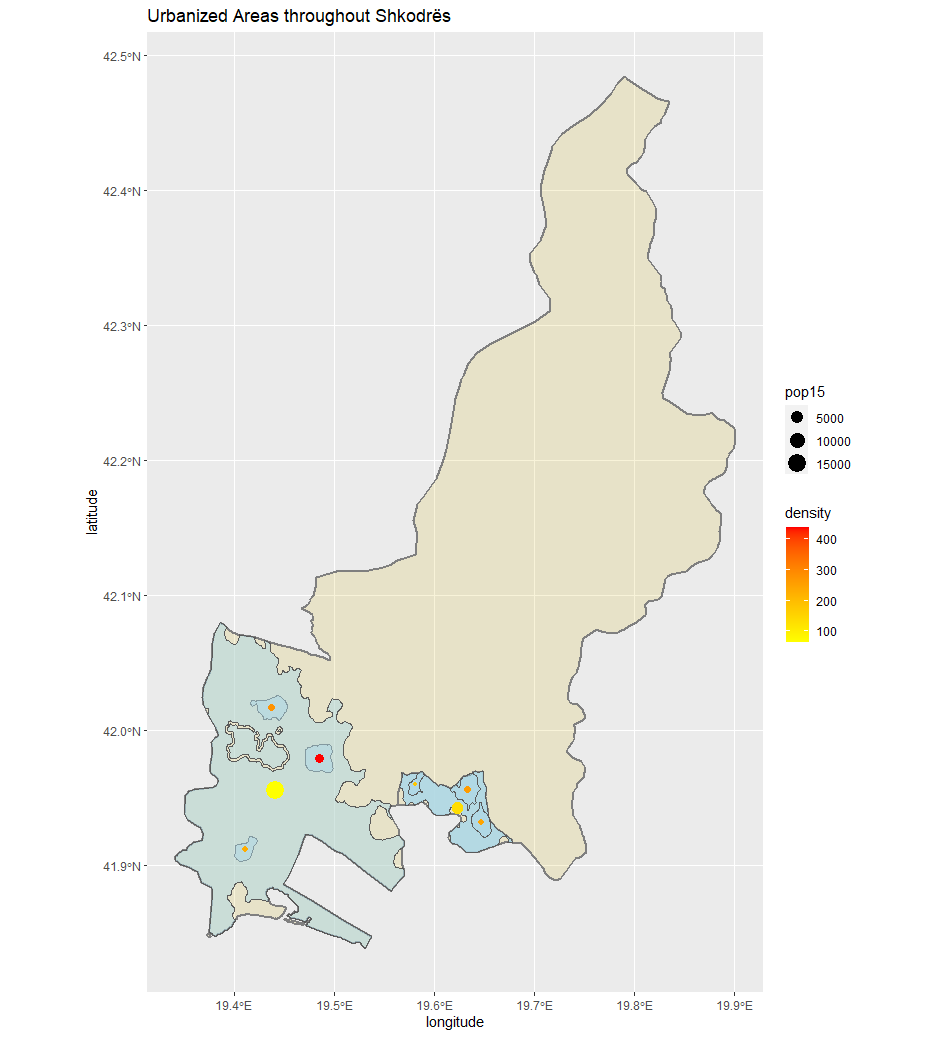 Urbanized Areas throughout Shkodrës
42.5°N
42.4°N
42.3°N
42.2°N
42.1°N
42.0°N
41.9°N
latitude
19.4°E
19.5°E
19.6°E
19.7°E
19.8°E
19.9°E
longitude
pop15
5000
10000
15000
density
400
300
200
100